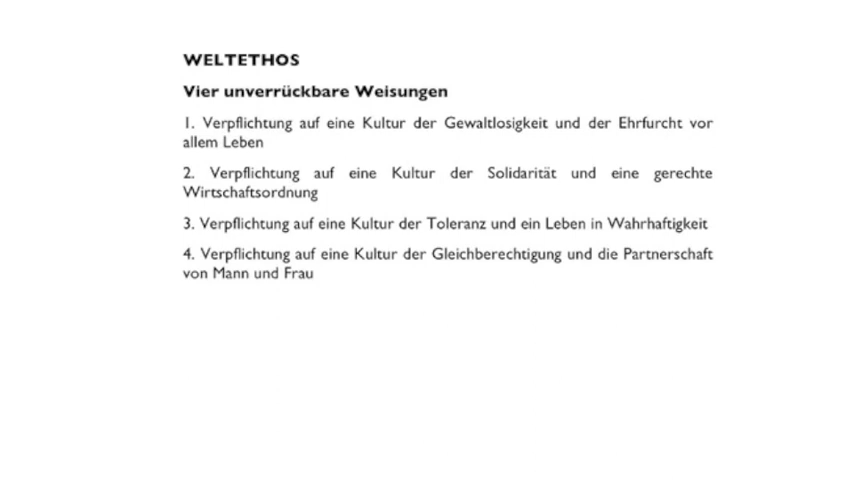 WELTETHOS
Vier unverrückbare Weisungen
1. Verpflichtung auf eine Kultur der Gewaltlosigkeit und der Ehrfurcht vor
allem Leben
2. Verpflichtung auf eine Kultur der Solidarität und eine gerechte
Wirtschaftsordnung
3. Verpflichtung auf eine Kultur der Toleranz und ein Leben in Wahrhaftigkeit
4. Verpflichtung auf eine Kultur der Gleichberechtigung und die Partnerschaft
von Mann und Frau